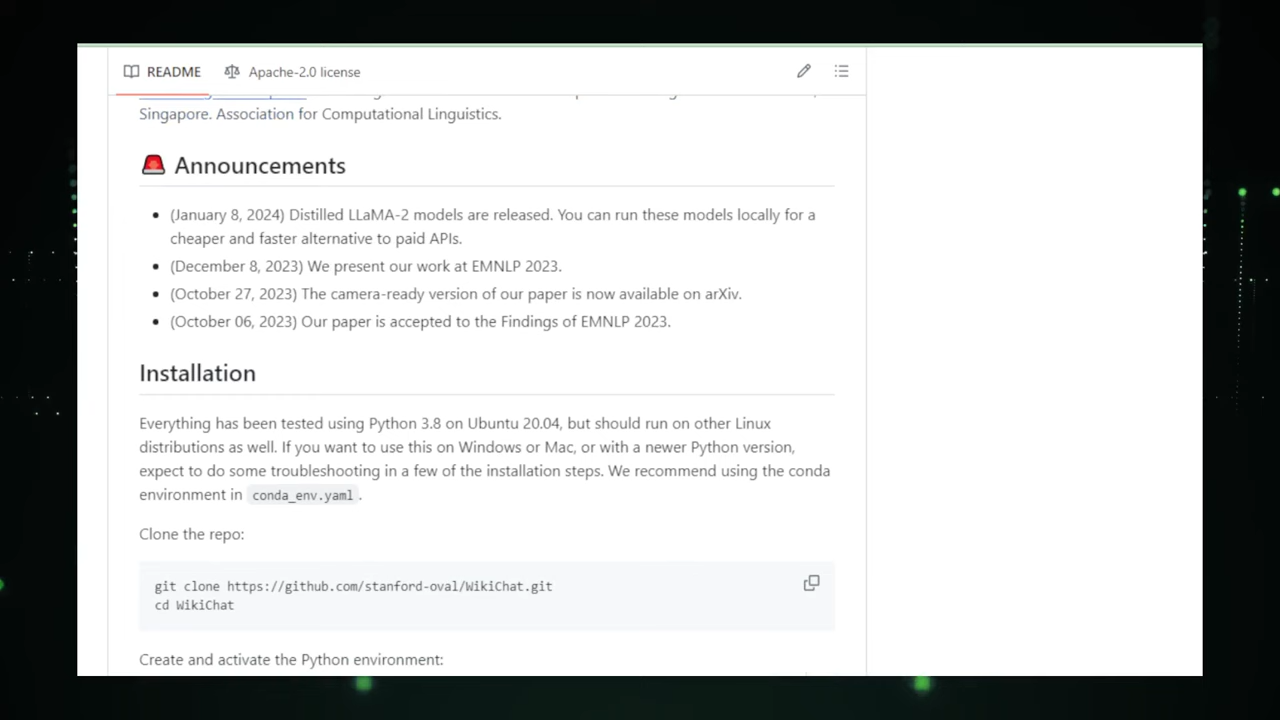 README
Apache-2.0 license
Singapore. Association for Computational Linguistics.
Announcements
(January 8, 2024) Distilled LLaMA-2 models are released. You can run these models locally for a
cheaper and faster alternative to paid APIs.
(December 8, 2023) We present our work at EMNLP 2023.
(October 27, 2023) The camera-ready version of our paper is now available on arXiv.
(October 06, 2023) Our paper is accepted to the Findings of EMNLP 2023.
Installation
Everything has been tested using Python 3.8 on Ubuntu 20.04, but should run on other Linux
distributions as well. If you want to use this on Windows or Mac, or with a newer Python version,
expect to do some troubleshooting in a few of the installation steps. We recommend using the conda
environment in conda_env.yaml.
Clone the repo:
git clone https://github.com/stanford-oval/WikiChat.git
cd WikiChat
Create and activate the Python environment: